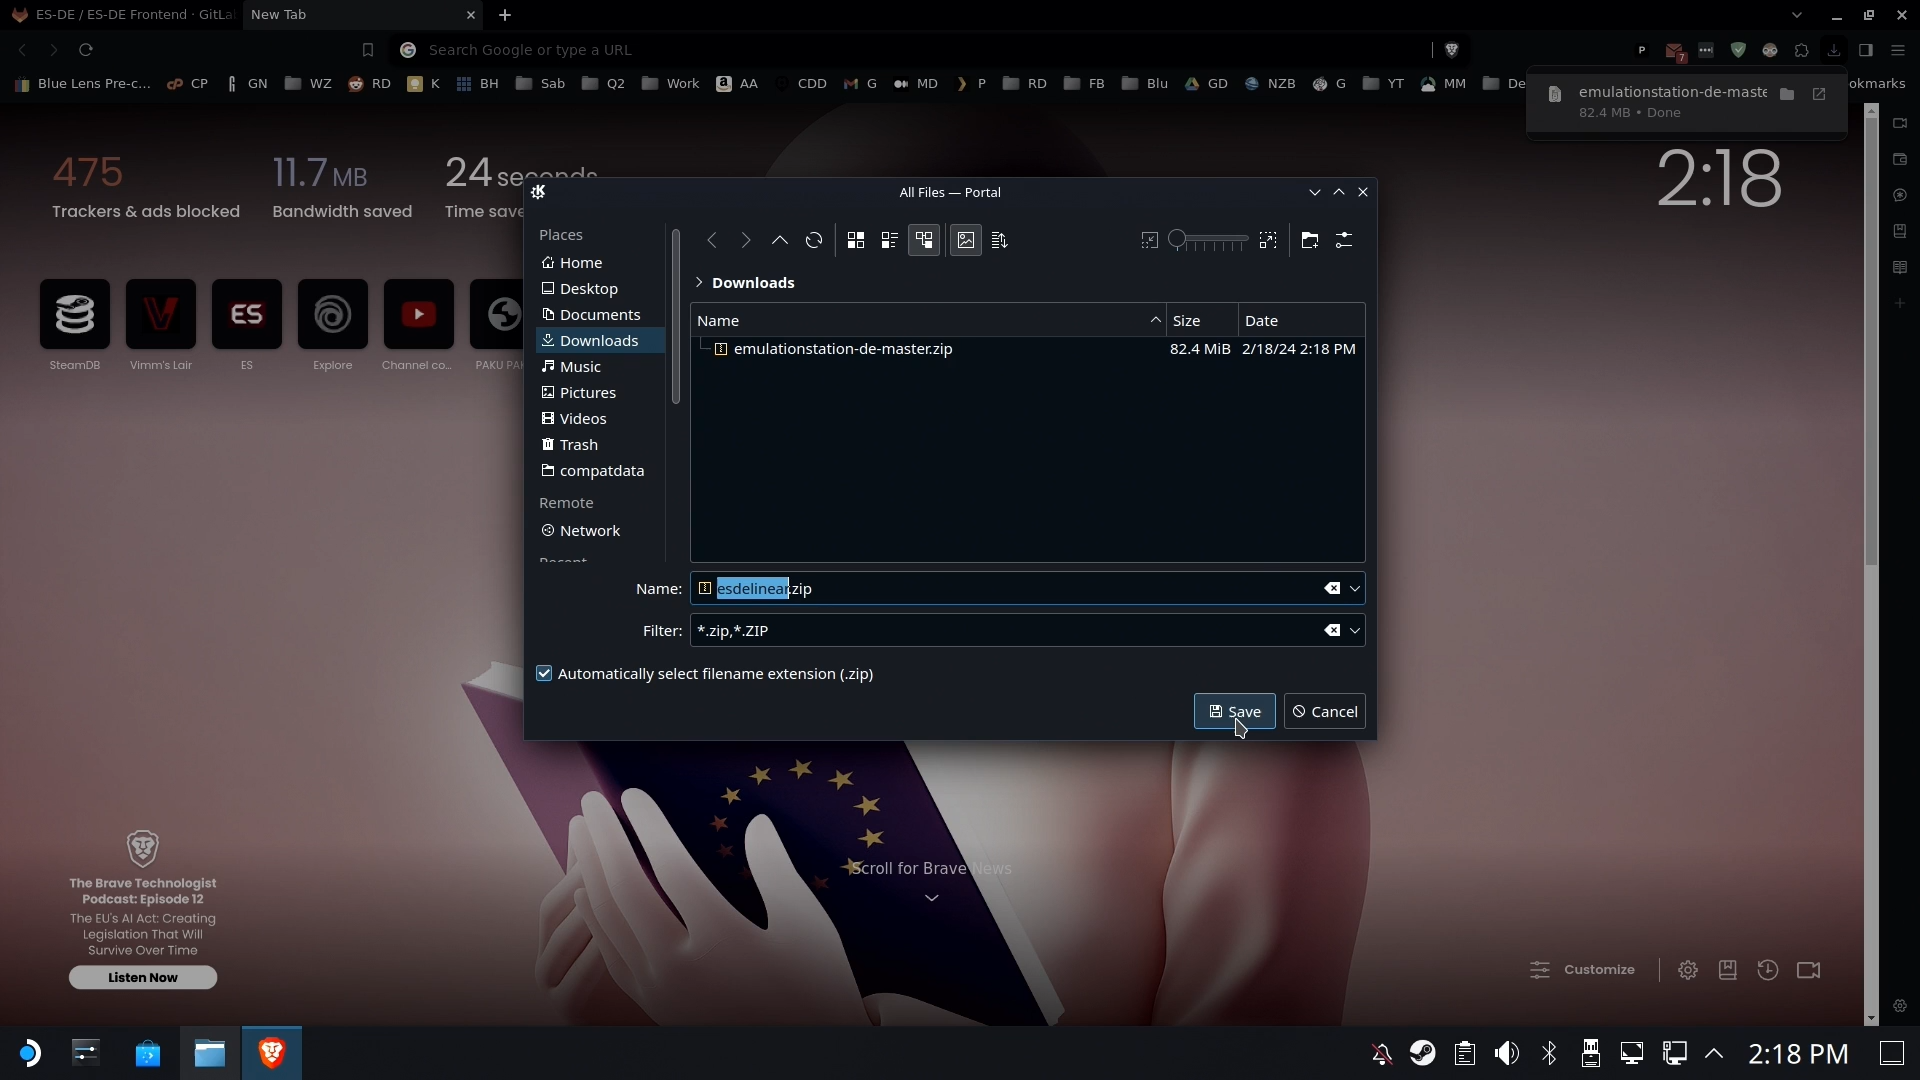 ES-DE / ES-DE Frontend · GitLa
New Tab
Search Google or type a URL
P
7
Blue Lens Pre-c...
CP
GN
WZ
RD
K
BH
Sab
Q2
Work
AA
CDD
G
MD
P
RD
FB
Blu
GD
NZB
G
YT
MM
De
okmarks
emulationstation-de-maste
82.4 MB • Done
475
Trackers & ads blocked
11.7 MB
Bandwidth saved
24 seconds
Time save
2:18
SteamDB
Vimm's Lair
ES
ES
Explore
Channel co...
PAKU PA
All Files — Portal
Places
Home
Desktop
Documents
Downloads
Music
Pictures
Videos
Trash
compatdata
Remote
Network
Recent
Downloads
Name
Size
Date
emulationstation-de-master.zip
82.4 MiB
2/18/24 2:18 PM
Name:
esdelinear.zip
Filter:
*.zip,*.ZIP
Automatically select filename extension (.zip)
Save
Cancel
Scroll for Brave News
The Brave Technologist
Podcast: Episode 12
The EU's AI Act: Creating
Legislation That Will
Survive Over Time
Listen Now
Customize
2:18 PM